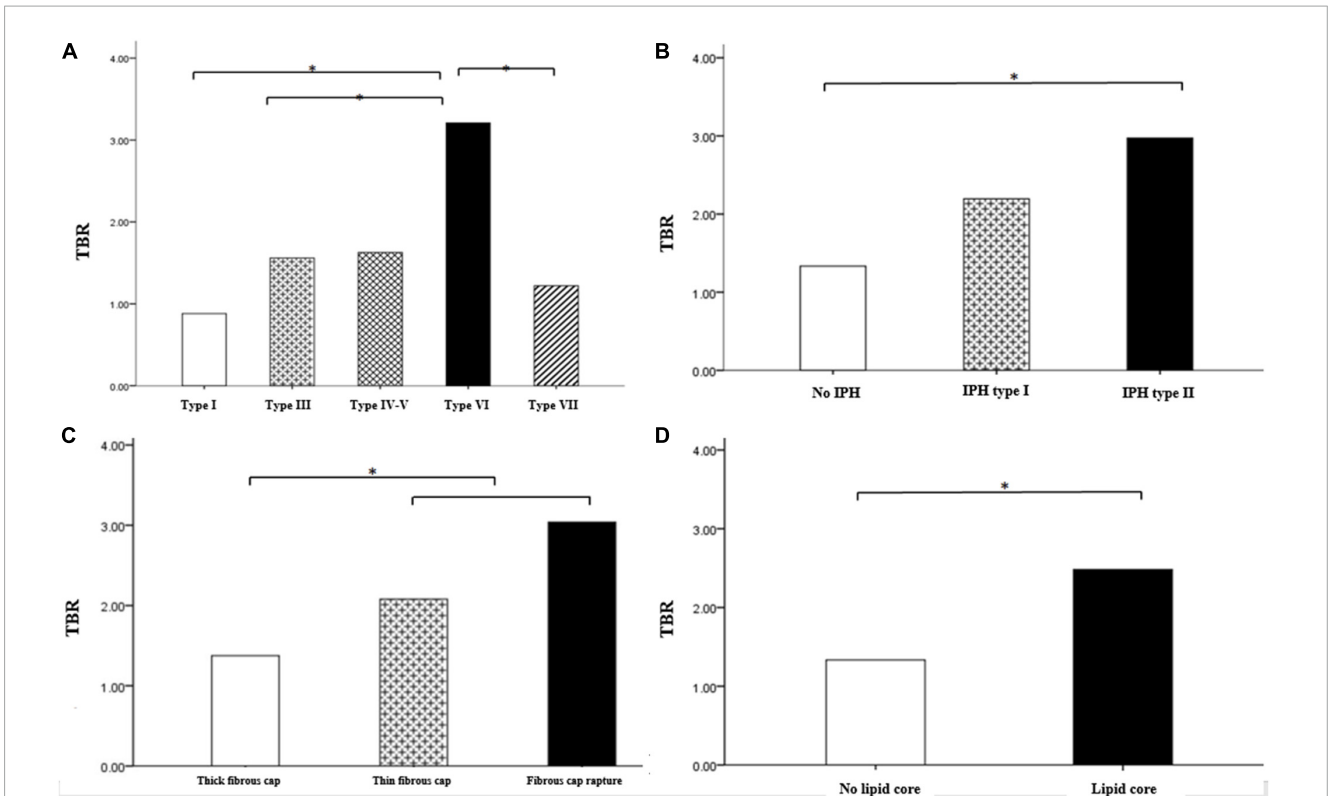 A
4.00
3.00
2.00
1.00
0.00
TBR
*
*
*
Type I Type III Type IV-V Type VI Type VII
B
4.00
3.00
2.00
1.00
0.00
TBR
*
No IPH IPH type I IPH type II
C
4.00
3.00
2.00
1.00
0.00
TBR
*
Thick fibrous cap Thin fibrous cap Fibrous cap rapture
D
4.00
3.00
2.00
1.00
0.00
TBR
*
No lipid core Lipid core